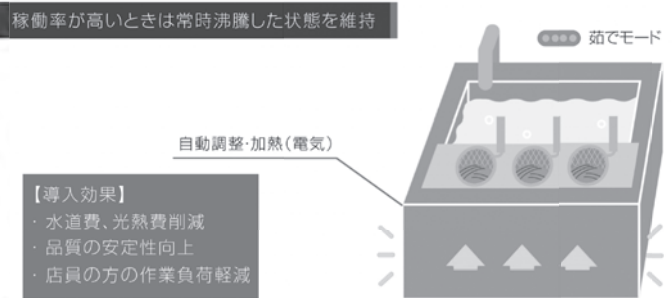 稼働率が高いときは常時沸騰した状態を維持
茹でモード
自動調整・加熱(電気)
【導入効果】
・水道費、光熱費削減
・品質の安定性向上
・店員の方の作業負荷軽減